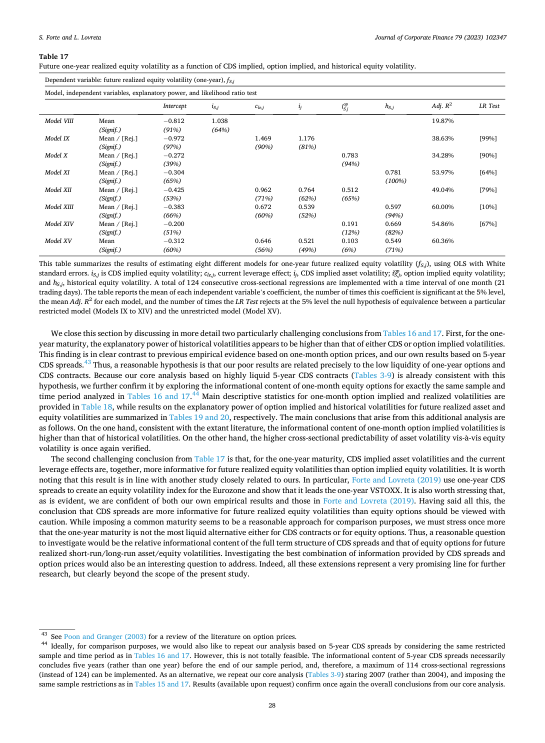 S. Forte and L. Lovreta
Journal of Corporate Finance 79 (2023) 102347
Table 17
Future one-year realized equity volatility as a function of CDS implied, option implied, and historical equity volatility.
Dependent variable: future realized equity volatility (one-year), fS,j
Model, independent variables, explanatory power, and likelihood ratio test
Intercept iS,j cis,j ij hS,j Adj. R² LR Test
Model VIII Mean −0.812 1.038 19.87%
(Signif.) (91%) (64%)
Model IX Mean / [Rej.] −0.972 1.469 1.176 38.63% [99%]
(Signif.) (97%) (90%) (81%)
Model X Mean / [Rej.] −0.272 0.783 34.28% [90%]
(Signif.) (39%) (94%)
Model XI Mean / [Rej.] −0.304 0.781 53.97% [64%]
(Signif.) (65%) (100%)
Model XII Mean / [Rej.] −0.425 0.962 0.764 0.512 49.04% [79%]
(Signif.) (53%) (71%) (62%) (65%)
Model XIII Mean / [Rej.] −0.383 0.672 0.539 0.597 60.00% [10%]
(Signif.) (66%) (60%) (52%) (94%)
Model XIV Mean / [Rej.] −0.200 0.191 0.669 54.86% [67%]
(Signif.) (51%) (12%) (82%)
Model XV Mean −0.312 0.646 0.521 0.103 0.549 60.36%
(Signif.) (60%) (56%) (49%) (6%) (71%)
This table summarizes the results of estimating eight different models for one-year future realized equity volatility (fS,j), using OLS with White
standard errors. iS,j is CDS implied equity volatility; cis,j, current leverage effect; ij, CDS implied asset volatility; option implied equity volatility;
and hS,j, historical equity volatility. A total of 124 consecutive cross-sectional regressions are implemented with a time interval of one month (21
trading days). The table reports the mean of each independent variable's coefficient, the number of times this coefficient is significant at the 5% level,
the mean Adj. R² for each model, and the number of times the LR Test rejects at the 5% level the null hypothesis of equivalence between a particular
restricted model (Models IX to XIV) and the unrestricted model (Model XV).
We close this section by discussing in more detail two particularly challenging conclusions from Tables 16 and 17. First, for the one-
year maturity, the explanatory power of historical volatilities appears to be higher than that of either CDS or option implied volatilities.
This finding is in clear contrast to previous empirical evidence based on one-month option prices, and our own results based on 5-year
CDS spreads.43 Thus, a reasonable hypothesis is that our poor results are related precisely to the low liquidity of one-year options and
CDS contracts. Because our core analysis based on highly liquid 5-year CDS contracts (Tables 3-9) is already consistent with this
hypothesis, we further confirm it by exploring the informational content of one-month equity options for exactly the same sample and
time period analyzed in Tables 16 and 17.44 Main descriptive statistics for one-month option implied and realized volatilities are
provided in Table 18, while results on the explanatory power of option implied and historical volatilities for future realized asset and
equity volatilities are summarized in Tables 19 and 20, respectively. The main conclusions that arise from this additional analysis are
as follows. On the one hand, consistent with the extant literature, the informational content of one-month option implied volatilities is
higher than that of historical volatilities. On the other hand, the higher cross-sectional predictability of asset volatility vis-à-vis equity
volatility is once again verified.
The second challenging conclusion from Table 17 is that, for the one-year maturity, CDS implied asset volatilities and the current
leverage effects are, together, more informative for future realized equity volatilities than option implied equity volatilities. It is worth
noting that this result is in line with another study closely related to ours. In particular, Forte and Lovreta (2019) use one-year CDS
spreads to create an equity volatility index for the Eurozone and show that it leads the one-year VSTOXX. It is also worth stressing that,
as is evident, we are confident of both our own empirical results and those in Forte and Lovreta (2019). Having said all this, the
conclusion that CDS spreads are more informative for future realized equity volatilities than equity options should be viewed with
caution. While imposing a common maturity seems to be a reasonable approach for comparison purposes, we must stress once more
that the one-year maturity is not the most liquid alternative either for CDS contracts or for equity options. Thus, a reasonable question
to investigate would be the relative informational content of the full term structure of CDS spreads and that of equity options for future
realized short-run/long-run asset/equity volatilities. Investigating the best combination of information provided by CDS spreads and
option prices would also be an interesting question to address. Indeed, all these extensions represent a very promising line for further
research, but clearly beyond the scope of the present study.
43 See Poon and Granger (2003) for a review of the literature on option prices.
44 Ideally, for comparison purposes, we would also like to repeat our analysis based on 5-year CDS spreads by considering the same restricted
sample and time period as in Tables 16 and 17. However, this is not totally feasible. The informational content of 5-year CDS spreads necessarily
concludes five years (rather than one year) before the end of our sample period, and, therefore, a maximum of 114 cross-sectional regressions
(instead of 124) can be implemented. As an alternative, we repeat our core analysis (Tables 3-9) staring 2007 (rather than 2004), and imposing the
same sample restrictions as in Tables 15 and 17. Results (available upon request) confirm once again the overall conclusions from our core analysis.
28